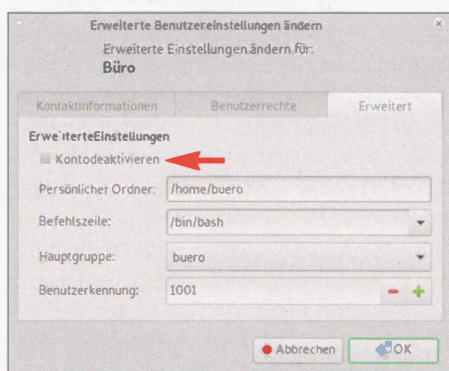 Erweiterte Benutzereinstellungen ändern
Erweiterte Einstellungen ändern für:
Büro
Kontaktinformationen Benutzerrechte Erweitert
Erweiterte Einstellungen
Konto deaktivieren
Persönlicher Ordner: /home/buero
Befehlszeile: /bin/bash
Hauptgruppe: buero
Benutzerkennung: 1001
Abbrechen OK